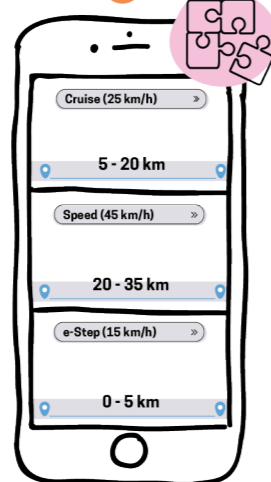 Cruise (25 km/h) »
5 - 20 km
Speed (45 km/h) »
20 - 35 km
e-Step (15 km/h) »
0 - 5 km